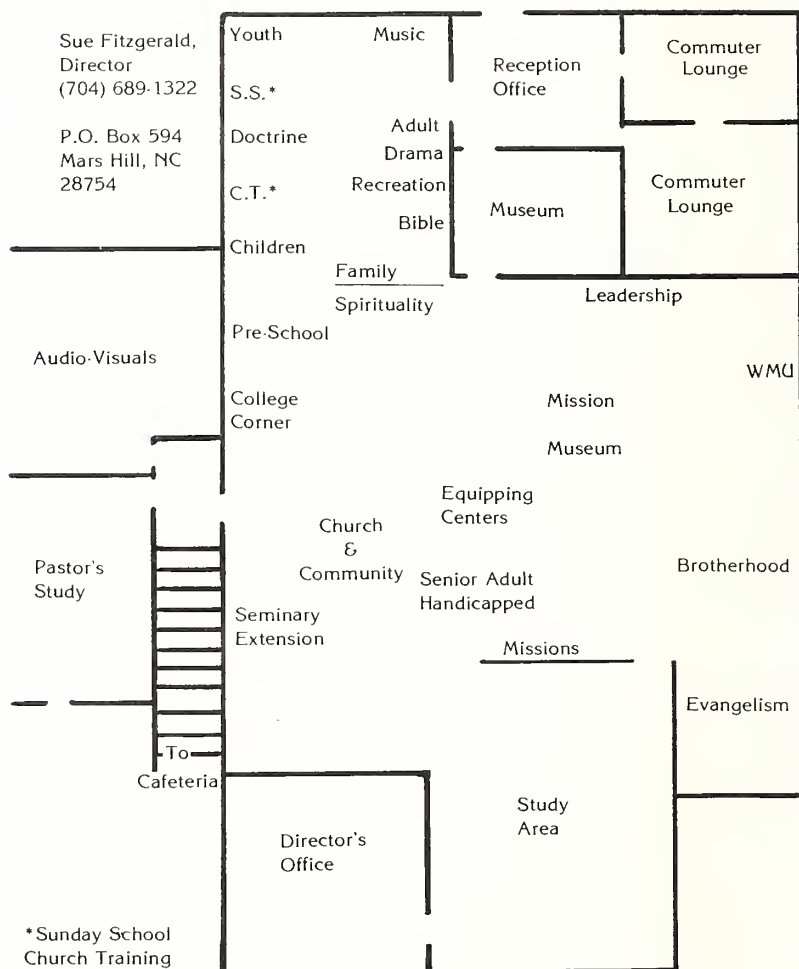 Sue Fitzgerald,
Director
(704) 689-1322
P.O. Box 594
Mars Hill, NC
28754
Youth
Music
S.S.*
Doctrine
Adult
Drama
C.T.*
Recreation
Bible
Children
Family
Spirituality
Reception
Office
Commuter
Lounge
Museum
Commuter
Lounge
Leadership
Audio-Visuals
Pre-School
College
Corner
WMU
Mission
Museum
Equipping
Centers
Church
&
Community
Senior Adult
Handicapped
Brotherhood
Pastor's
Study
Seminary
Extension
Missions
Evangelism
To
Cafeteria
Director's
Office
Study
Area
*Sunday School
Church Training